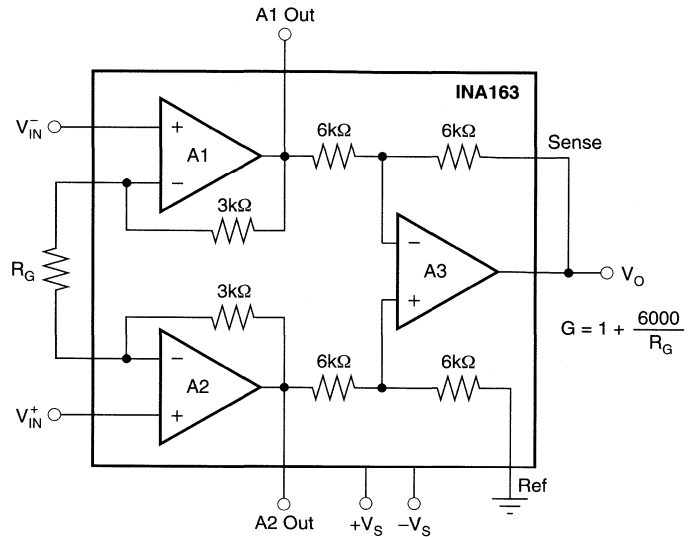 A1 Out
INA163
V⁻IN
+
A1
−
6kΩ
6kΩ
Sense
3kΩ
RG
−
A3
+
VO
3kΩ
G = 1 + 6000
RG
−
A2
+
6kΩ
6kΩ
V⁺IN
Ref
A2 Out
+VS
−VS